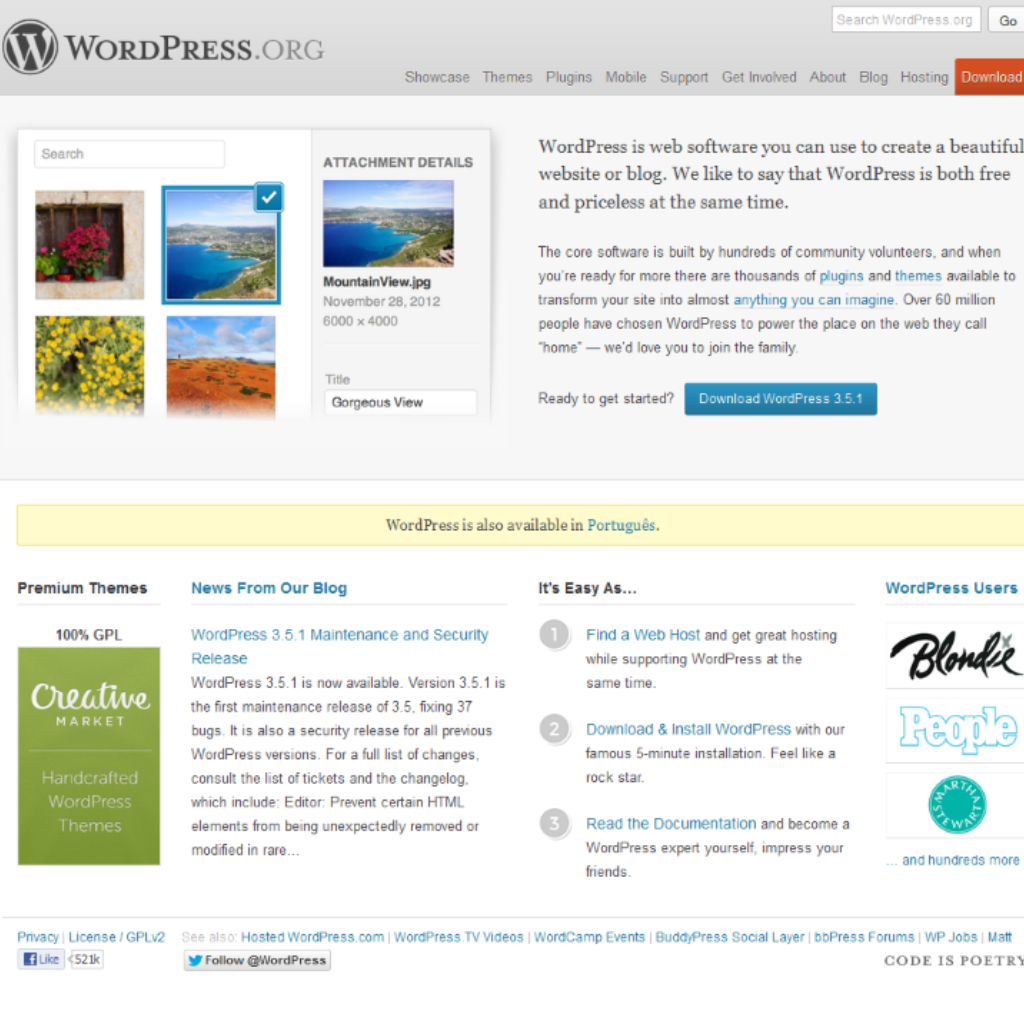 Search WordPress.org
Go
WORDPRESS.ORG
Showcase Themes Plugins Mobile Support Get Involved About Blog Hosting Download
Search
ATTACHMENT DETAILS
MountainView.jpg
November 28, 2012
6000 × 4000
Title
Gorgeous View
WordPress is web software you can use to create a beautiful
website or blog. We like to say that WordPress is both free
and priceless at the same time.
The core software is built by hundreds of community volunteers, and when
you're ready for more there are thousands of plugins and themes available to
transform your site into almost anything you can imagine. Over 60 million
people have chosen WordPress to power the place on the web they call
“home” — we'd love you to join the family.
Ready to get started? Download WordPress 3.5.1
WordPress is also available in Português.
Premium Themes
100% GPL
Creative
MARKET
Handcrafted
WordPress
Themes
News From Our Blog
WordPress 3.5.1 Maintenance and Security
Release
WordPress 3.5.1 is now available. Version 3.5.1 is
the first maintenance release of 3.5, fixing 37
bugs. It is also a security release for all previous
WordPress versions. For a full list of changes,
consult the list of tickets and the changelog,
which include: Editor: Prevent certain HTML
elements from being unexpectedly removed or
modified in rare...
It's Easy As...
1 Find a Web Host and get great hosting
while supporting WordPress at the
same time.
2 Download & Install WordPress with our
famous 5-minute installation. Feel like a
rock star.
3 Read the Documentation and become a
WordPress expert yourself, impress your
friends.
WordPress Users
Blondie
People
MARTHA
STEWART
... and hundreds more
Privacy | License / GPLv2
See also: Hosted WordPress.com | WordPress.TV Videos | WordCamp Events | BuddyPress Social Layer | bbPress Forums | WP Jobs | Matt
Like 521k
Follow @WordPress
CODE IS POETRY